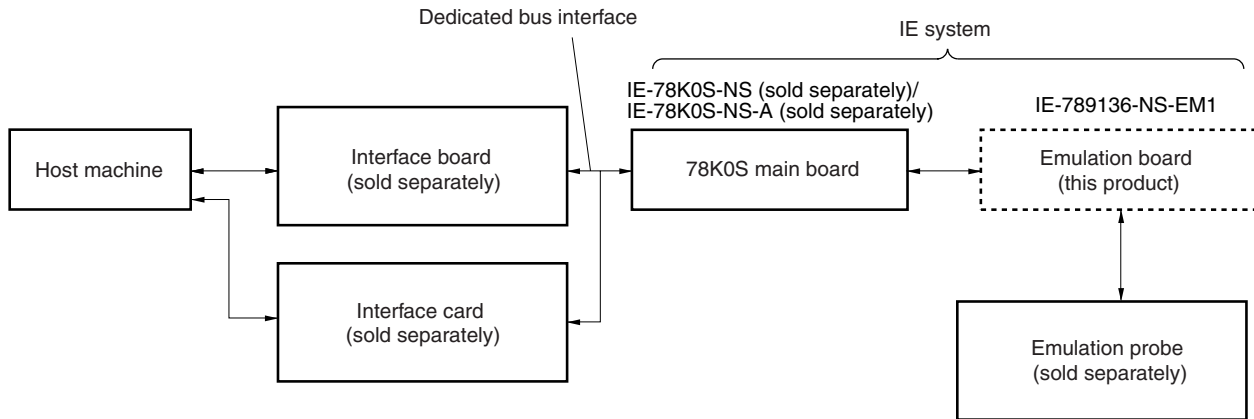 Dedicated bus interface
IE system
IE-78K0S-NS (sold separately)/
IE-78K0S-NS-A (sold separately)
IE-789136-NS-EM1
Host machine
Interface board
(sold separately)
78K0S main board
Emulation board
(this product)
Interface card
(sold separately)
Emulation probe
(sold separately)